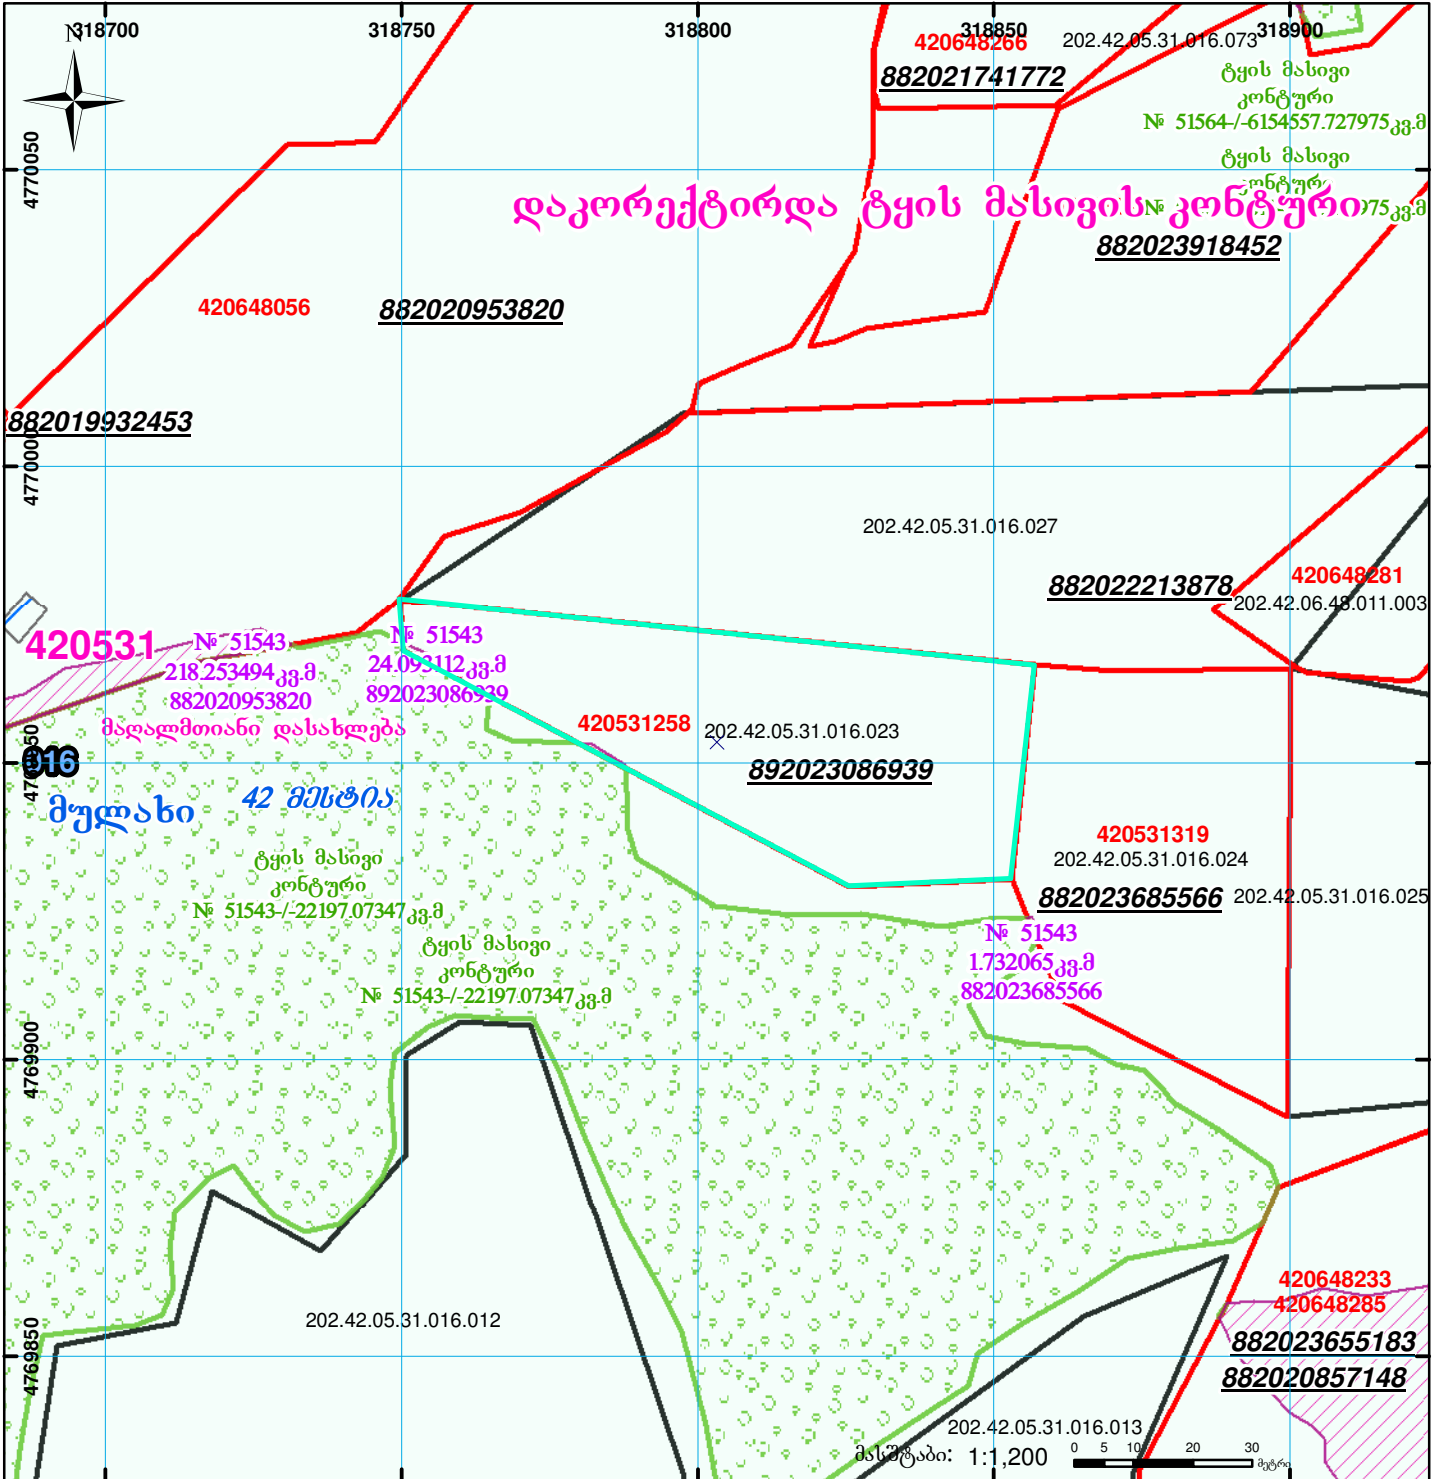 318700
318750
318800
318850
318900
N
420648266
202.42.05.31.016.073
882021741772
ტყის მასივი
კონტური
№ 51564-/-6154557.727975კვ.მ
ტყის მასივი
კონტური
№
975კვ.მ
დაკორექტირდა ტყის მასივის კონტური
882023918452
4770050
420648056
882020953820
882019932453
4770000
202.42.05.31.016.027
882022213878
420648281
202.42.06.48.011.003
420531
№ 51543
218.253494კვ.მ
882020953820
№ 51543
24.093112კვ.მ
892023086939
მაღალმთიანი დასახლება
420531258
202.42.05.31.016.023
892023086939
016
მულახი
42 მესტია
420531319
202.42.05.31.016.024
882023685566
202.42.05.31.016.025
ტყის მასივი
კონტური
№ 51543-/-22197.07347კვ.მ
ტყის მასივი
კონტური
№ 51543-/-22197.07347კვ.მ
№ 51543
1.732065კვ.მ
882023685566
4769900
4769850
202.42.05.31.016.012
420648233
420648285
882023655183
882020857148
202.42.05.31.016.013
მასშტაბი: 1:1,200
0 5 10 20 30
მეტრი